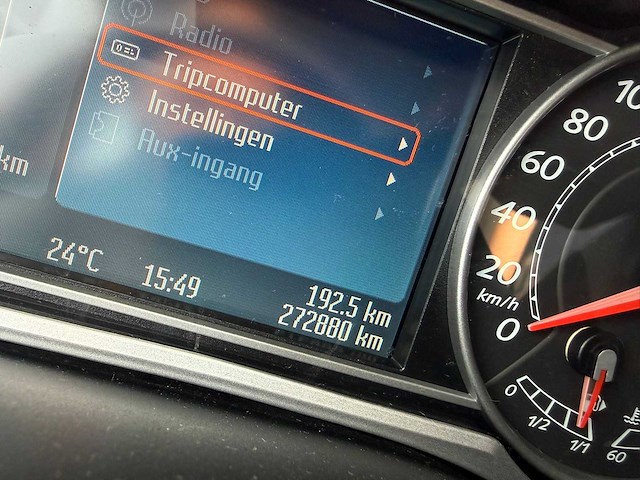 Radio
Tripcomputer
Instellingen
Aux-ingang
km
24°C 15:49 192.5 km
272880 km
80
60
40
20
km/h
0
0 1/2 1/1
60